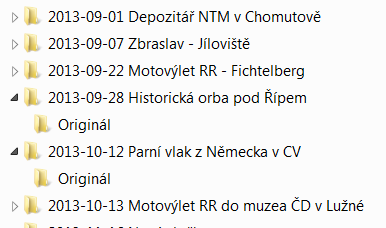 2013-09-01 Depozitář NTM v Chomutově
2013-09-07 Zbraslav - Jíloviště
2013-09-22 Motovýlet RR - Fichtelberg
2013-09-28 Historická orba pod Řípem
Originál
2013-10-12 Parní vlak z Německa v CV
Originál
2013-10-13 Motovýlet RR do muzea ČD v Lužné